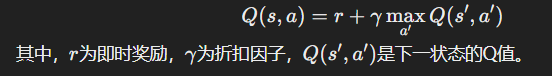 Q(s, a) = r + γ max_{a'} Q(s', a')
其中，r为即时奖励，γ为折扣因子，Q(s', a')是下一状态的Q值。